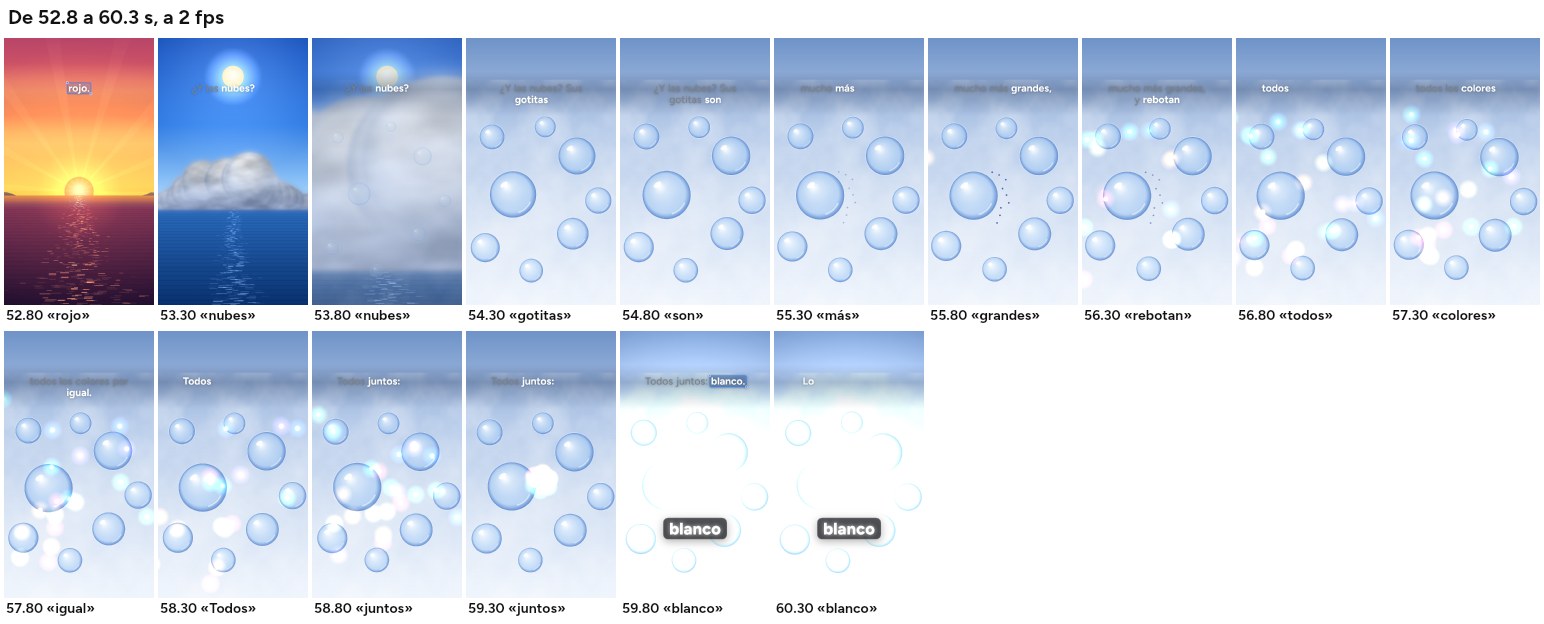 De 52.8 a 60.3 s, a 2 fps
rojo.
¿Y las nubes?
¿Y las nubes?
¿Y las nubes? Sus
gotitas
¿Y las nubes? Sus
gotitas son
mucho más
mucho más grandes,
mucho más grandes,
y rebotan
todos
todos los colores
52.80 «rojo»
53.30 «nubes»
53.80 «nubes»
54.30 «gotitas»
54.80 «son»
55.30 «más»
55.80 «grandes»
56.30 «rebotan»
56.80 «todos»
57.30 «colores»
todos los colores por
igual.
Todos
Todos juntos:
Todos juntos:
Todos juntos: blanco.
Lo
blanco
blanco
57.80 «igual»
58.30 «Todos»
58.80 «juntos»
59.30 «juntos»
59.80 «blanco»
60.30 «blanco»